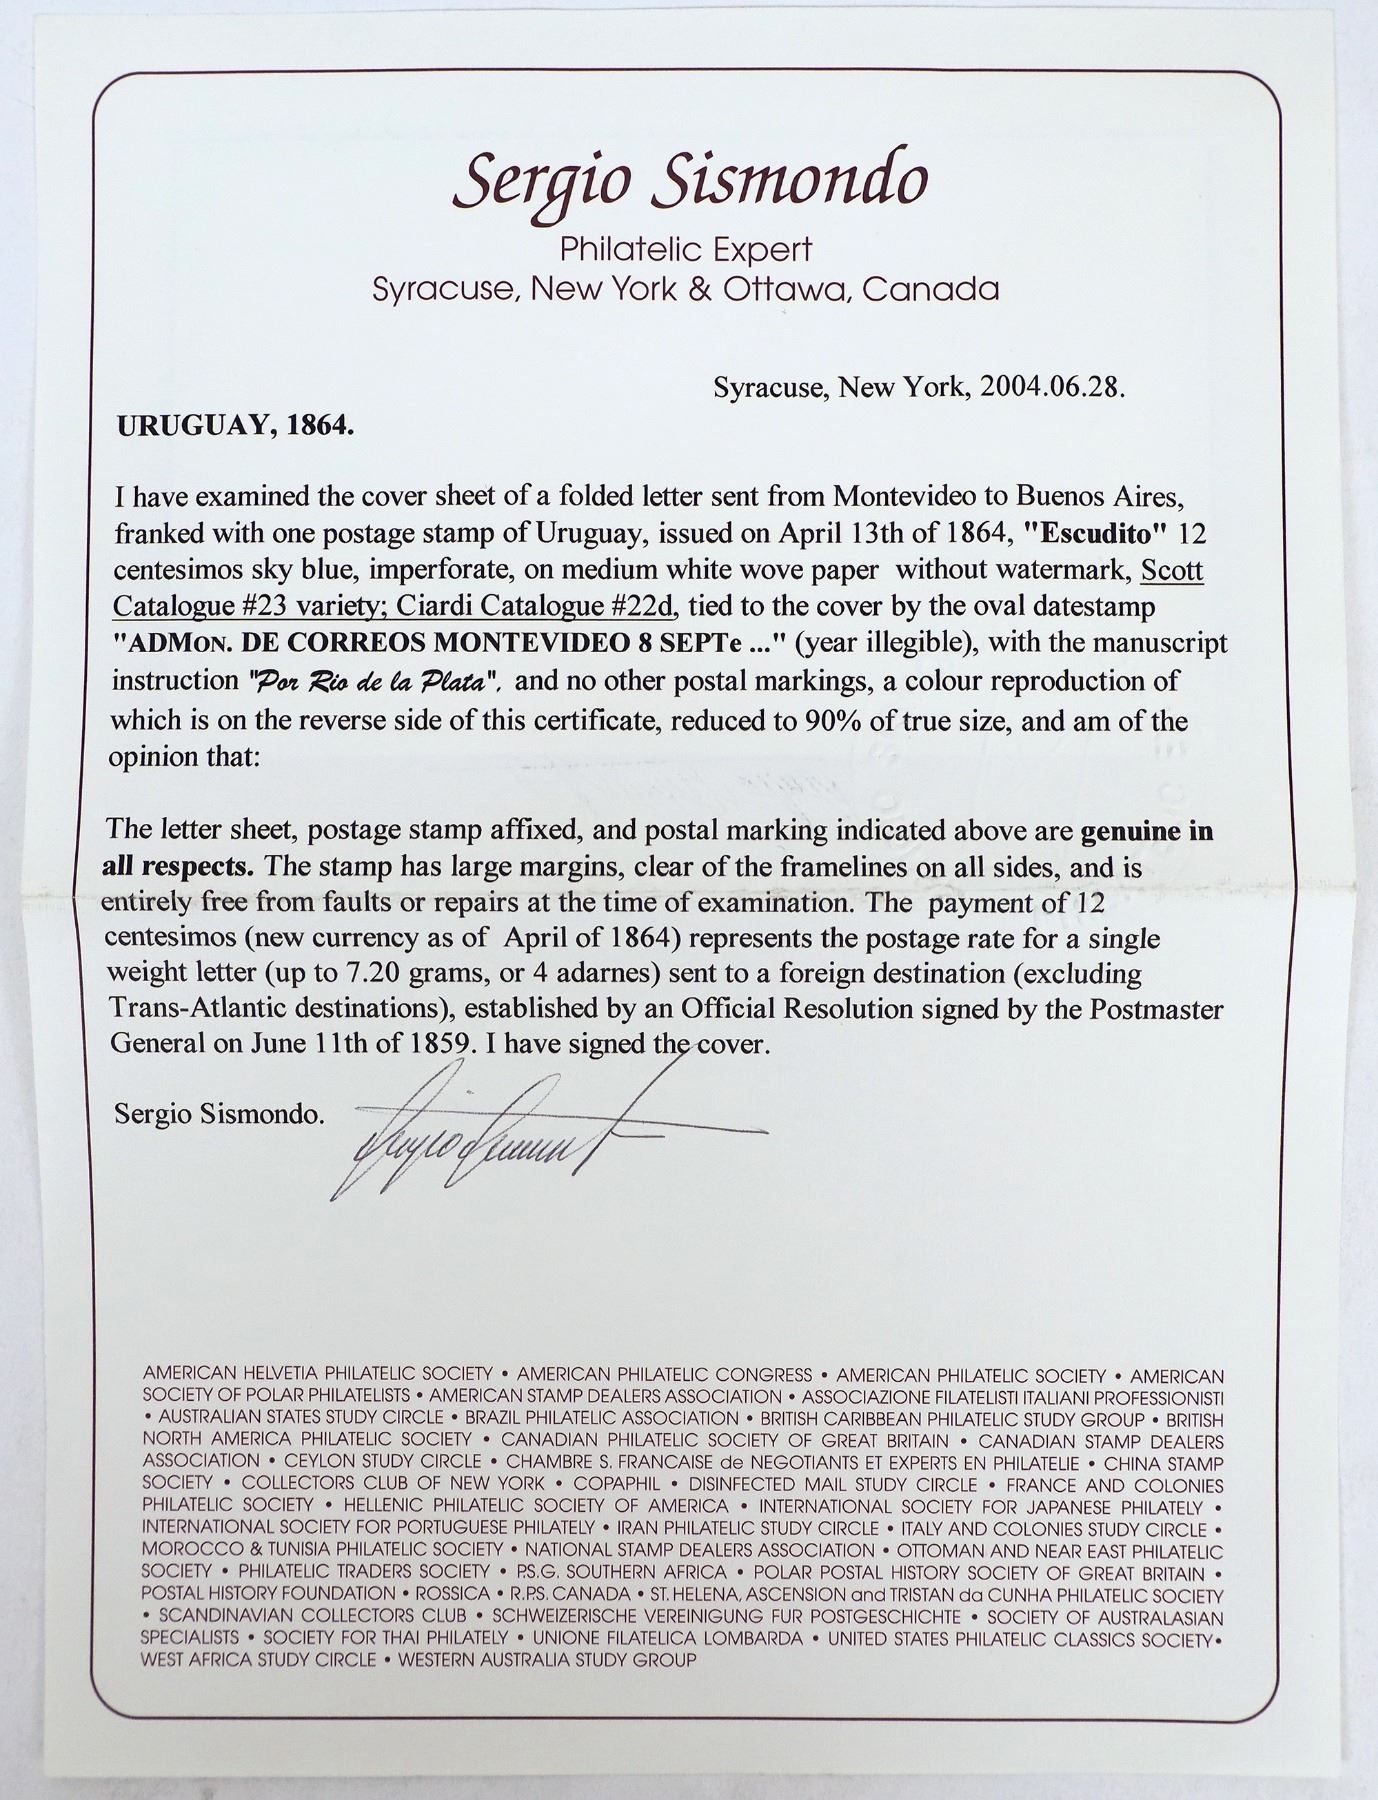 Sergio Sismondo
Philatelic Expert
Syracuse, New York & Ottawa, Canada
Syracuse, New York, 2004.06.28.
URUGUAY, 1864.
I have examined the cover sheet of a folded letter sent from Montevideo to Buenos Aires,
franked with one postage stamp of Uruguay, issued on April 13th of 1864, "Escudito" 12
centesimos sky blue, imperforate, on medium white wove paper without watermark, Scott
Catalogue #23 variety; Ciardi Catalogue #22d, tied to the cover by the oval datestamp
"ADMon. DE CORREOS MONTEVIDEO 8 SEPTe ..." (year illegible), with the manuscript
instruction "Por Rio de la Plata", and no other postal markings, a colour reproduction of
which is on the reverse side of this certificate, reduced to 90% of true size, and am of the
opinion that:
The letter sheet, postage stamp affixed, and postal marking indicated above are genuine in
all respects. The stamp has large margins, clear of the framelines on all sides, and is
entirely free from faults or repairs at the time of examination. The payment of 12
centesimos (new currency as of April of 1864) represents the postage rate for a single
weight letter (up to 7.20 grams, or 4 adarnes) sent to a foreign destination (excluding
Trans-Atlantic destinations), established by an Official Resolution signed by the Postmaster
General on June 11th of 1859. I have signed the cover.
Sergio Sismondo.
AMERICAN HELVETIA PHILATELIC SOCIETY • AMERICAN PHILATELIC CONGRESS • AMERICAN PHILATELIC SOCIETY • AMERICAN
SOCIETY OF POLAR PHILATELISTS • AMERICAN STAMP DEALERS ASSOCIATION • ASSOCIAZIONE FILATELISTI ITALIANI PROFESSIONISTI
• AUSTRALIAN STATES STUDY CIRCLE • BRAZIL PHILATELIC ASSOCIATION • BRITISH CARIBBEAN PHILATELIC STUDY GROUP • BRITISH
NORTH AMERICA PHILATELIC SOCIETY • CANADIAN PHILATELIC SOCIETY OF GREAT BRITAIN • CANADIAN STAMP DEALERS
ASSOCIATION • CEYLON STUDY CIRCLE • CHAMBRE S. FRANCAISE de NEGOTIANTS ET EXPERTS EN PHILATELIE • CHINA STAMP
SOCIETY • COLLECTORS CLUB OF NEW YORK • COPAPHIL • DISINFECTED MAIL STUDY CIRCLE • FRANCE AND COLONIES
PHILATELIC SOCIETY • HELLENIC PHILATELIC SOCIETY OF AMERICA • INTERNATIONAL SOCIETY FOR JAPANESE PHILATELY •
INTERNATIONAL SOCIETY FOR PORTUGUESE PHILATELY • IRAN PHILATELIC STUDY CIRCLE • ITALY AND COLONIES STUDY CIRCLE •
MOROCCO & TUNISIA PHILATELIC SOCIETY • NATIONAL STAMP DEALERS ASSOCIATION • OTTOMAN AND NEAR EAST PHILATELIC
SOCIETY • PHILATELIC TRADERS SOCIETY • P.S.G. SOUTHERN AFRICA • POLAR POSTAL HISTORY SOCIETY OF GREAT BRITAIN •
POSTAL HISTORY FOUNDATION • ROSSICA • R.P.S. CANADA • ST. HELENA, ASCENSION and TRISTAN da CUNHA PHILATELIC SOCIETY
• SCANDINAVIAN COLLECTORS CLUB • SCHWEIZERISCHE VEREINIGUNG FUR POSTGESCHICHTE • SOCIETY OF AUSTRALASIAN
SPECIALISTS • SOCIETY FOR THAI PHILATELY • UNIONE FILATELICA LOMBARDA • UNITED STATES PHILATELIC CLASSICS SOCIETY•
WEST AFRICA STUDY CIRCLE • WESTERN AUSTRALIA STUDY GROUP